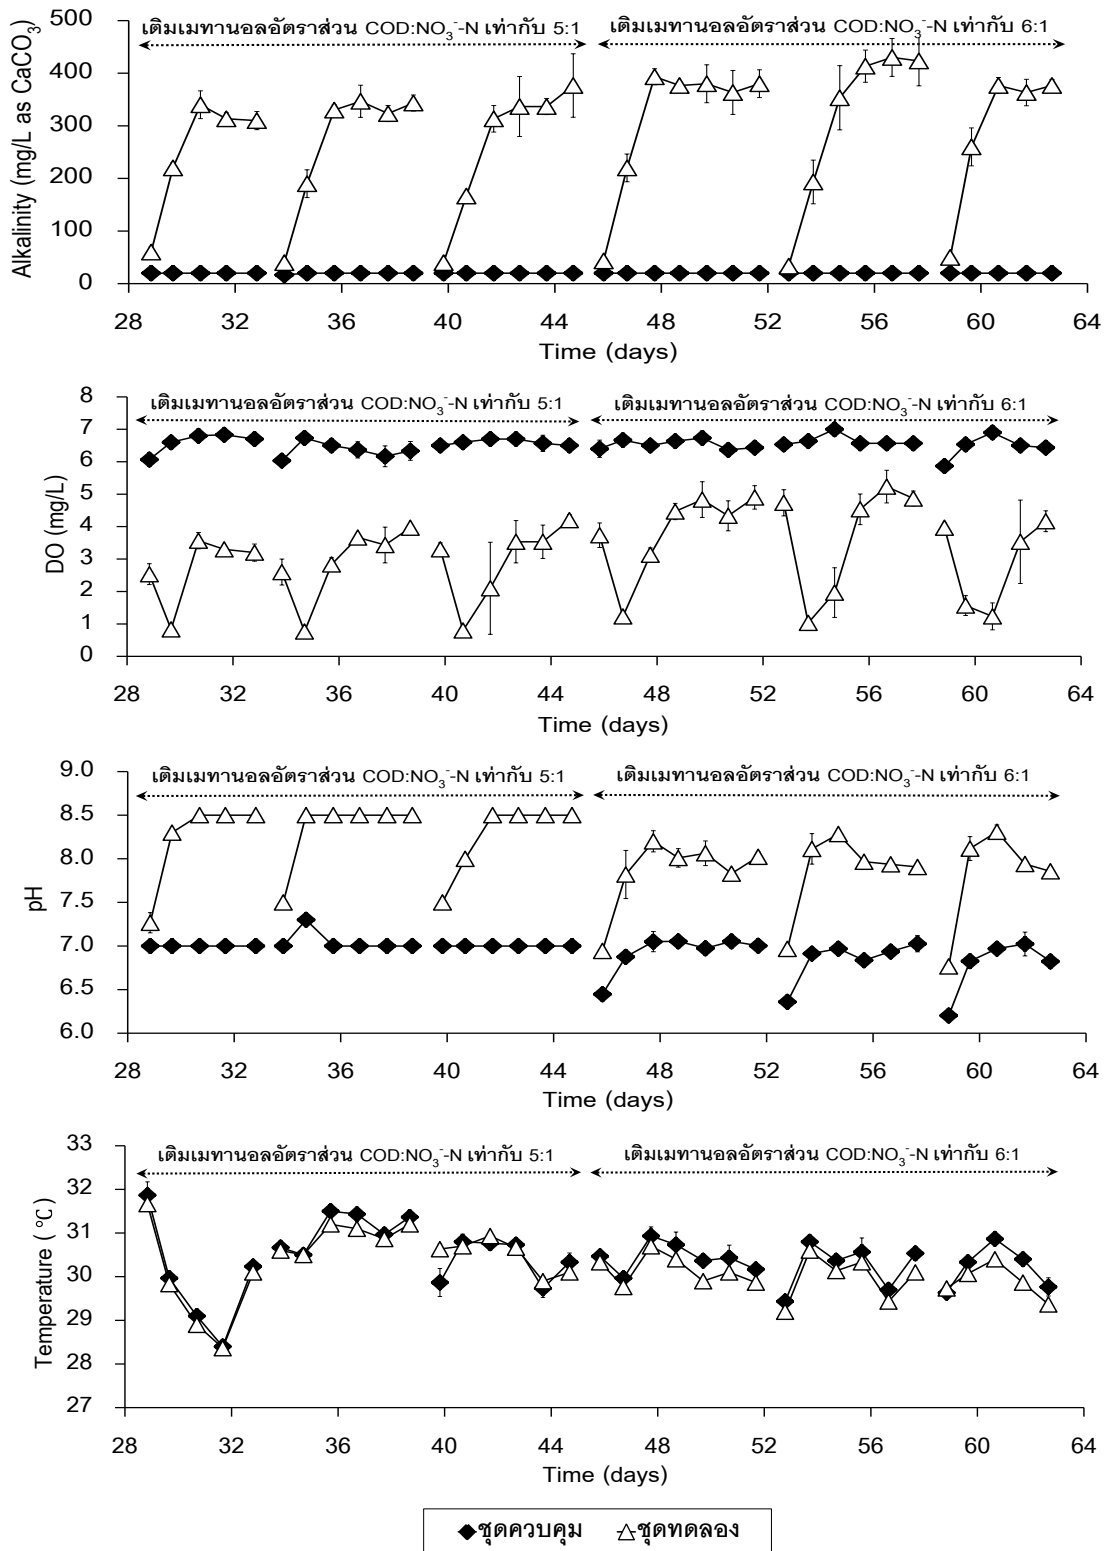 เติมเมทานอลอัตราส่วน COD:NO₃⁻-N เท่ากับ 5:1 เติมเมทานอลอัตราส่วน COD:NO₃⁻-N เท่ากับ 6:1
Alkalinity (mg/L as CaCO₃)
500
400
300
200
100
0
28 32 36 40 44 48 52 56 60 64
Time (days)
เติมเมทานอลอัตราส่วน COD:NO₃⁻-N เท่ากับ 5:1 เติมเมทานอลอัตราส่วน COD:NO₃⁻-N เท่ากับ 6:1
DO (mg/L)
8
7
6
5
4
3
2
1
0
28 32 36 40 44 48 52 56 60 64
Time (days)
เติมเมทานอลอัตราส่วน COD:NO₃⁻-N เท่ากับ 5:1 เติมเมทานอลอัตราส่วน COD:NO₃⁻-N เท่ากับ 6:1
pH
9.0
8.5
8.0
7.5
7.0
6.5
6.0
28 32 36 40 44 48 52 56 60 64
Time (days)
เติมเมทานอลอัตราส่วน COD:NO₃⁻-N เท่ากับ 5:1 เติมเมทานอลอัตราส่วน COD:NO₃⁻-N เท่ากับ 6:1
Temperature (°C)
33
32
31
30
29
28
27
28 32 36 40 44 48 52 56 60 64
Time (days)
ชุดควบคุม ชุดทดลอง